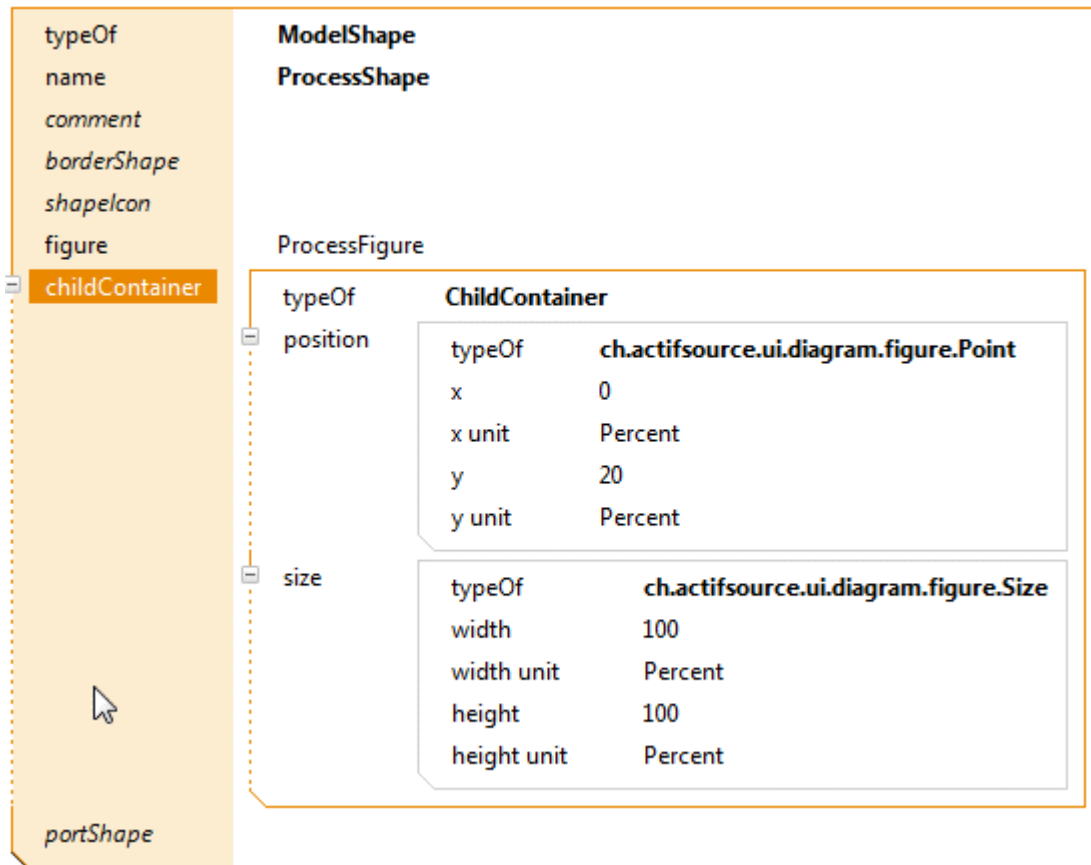 typeOf ModelShape
name ProcessShape
comment
borderShape
shapeIcon
figure ProcessFigure
childContainer typeOf ChildContainer
position typeOf ch.actifsource.ui.diagram.figure.Point
x 0
x unit Percent
y 20
y unit Percent
size typeOf ch.actifsource.ui.diagram.figure.Size
width 100
width unit Percent
height 100
height unit Percent
portShape